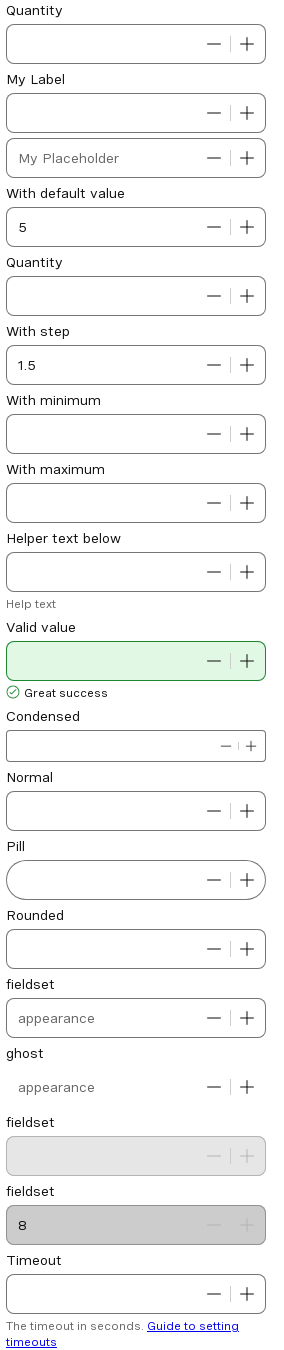 Quantity
My Label
My Placeholder
With default value
5
Quantity
With step
1.5
With minimum
With maximum
Helper text below
Help text
Valid value
Great success
Condensed
Normal
Pill
Rounded
fieldset
appearance
ghost
appearance
fieldset
fieldset
8
Timeout
The timeout in seconds. Guide to setting
timeouts